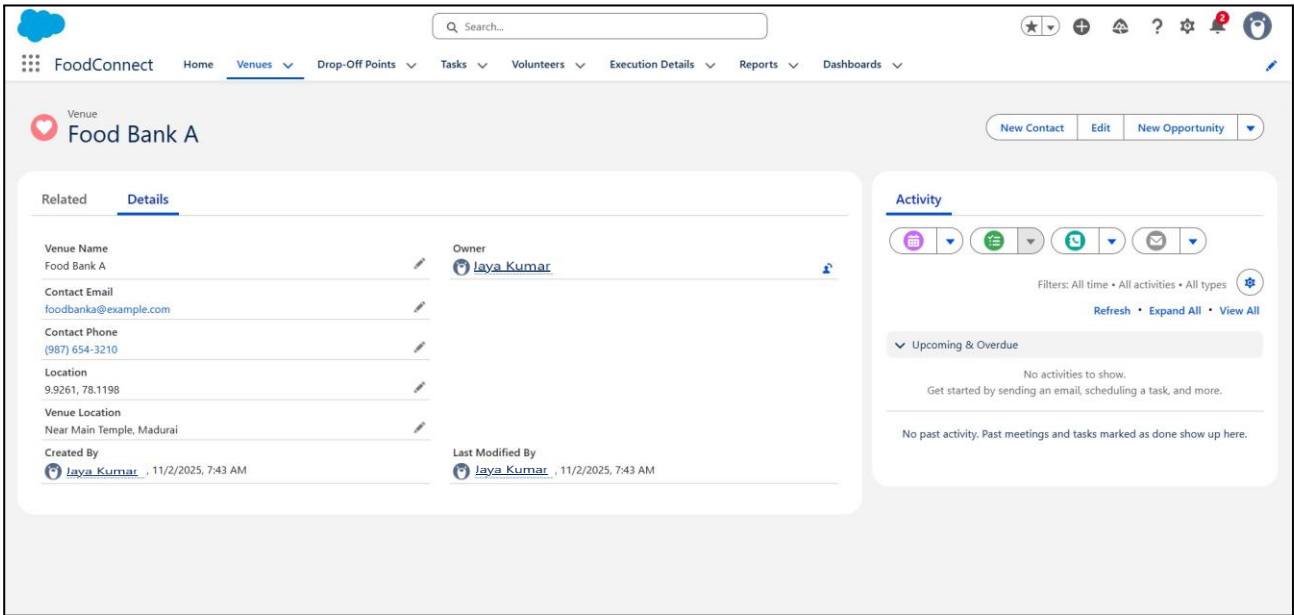 Search...
2
FoodConnect Home Venues Drop-Off Points Tasks Volunteers Execution Details Reports Dashboards
Venue
Food Bank A
New Contact Edit New Opportunity
Related Details
Venue Name
Food Bank A
Owner
Jaya Kumar
Contact Email
foodbanka@example.com
Contact Phone
(987) 654-3210
Location
9.9261, 78.1198
Venue Location
Near Main Temple, Madurai
Created By
Jaya Kumar , 11/2/2025, 7:43 AM
Last Modified By
Jaya Kumar , 11/2/2025, 7:43 AM
Activity
Filters: All time • All activities • All types
Refresh • Expand All • View All
Upcoming & Overdue
No activities to show.
Get started by sending an email, scheduling a task, and more.
No past activity. Past meetings and tasks marked as done show up here.